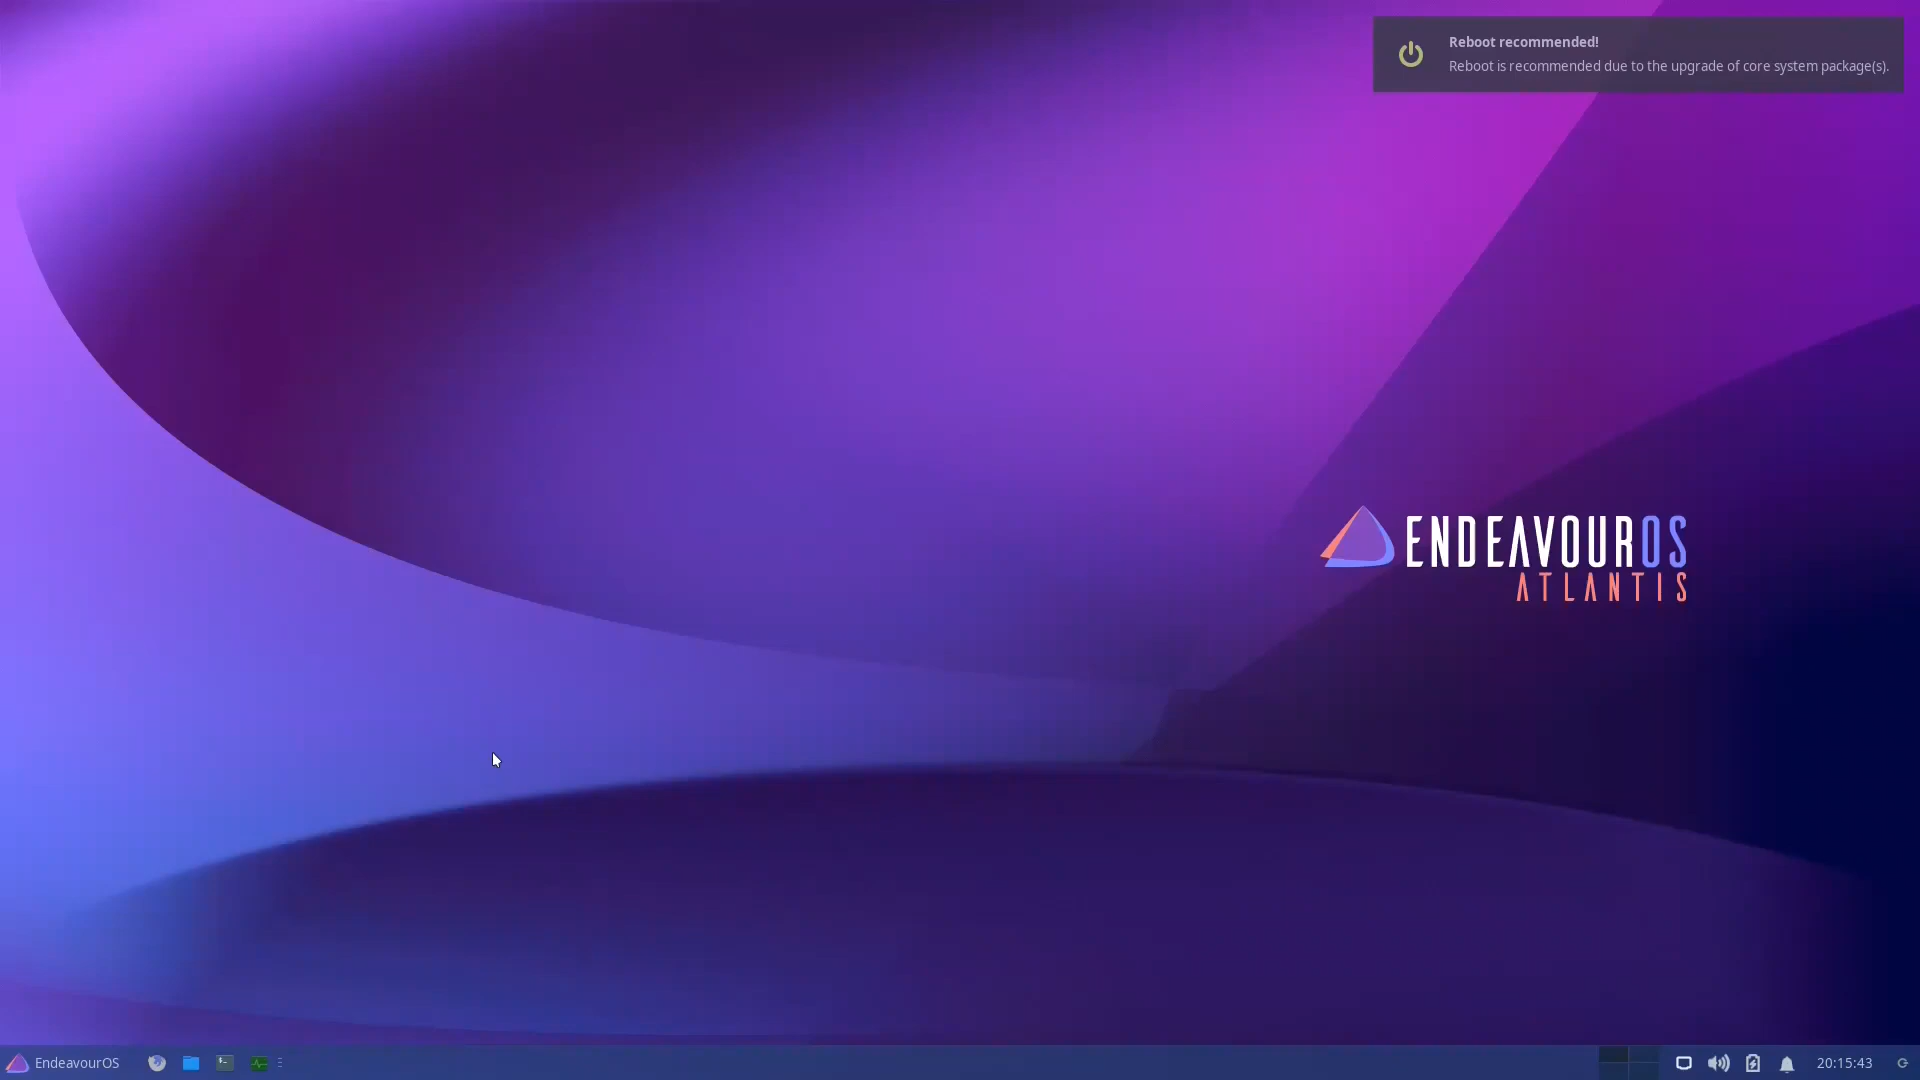 Reboot recommended!
Reboot is recommended due to the upgrade of core system package(s).
ENDEAVOUROS
ATLANTIS
EndeavourOS
20:15:43